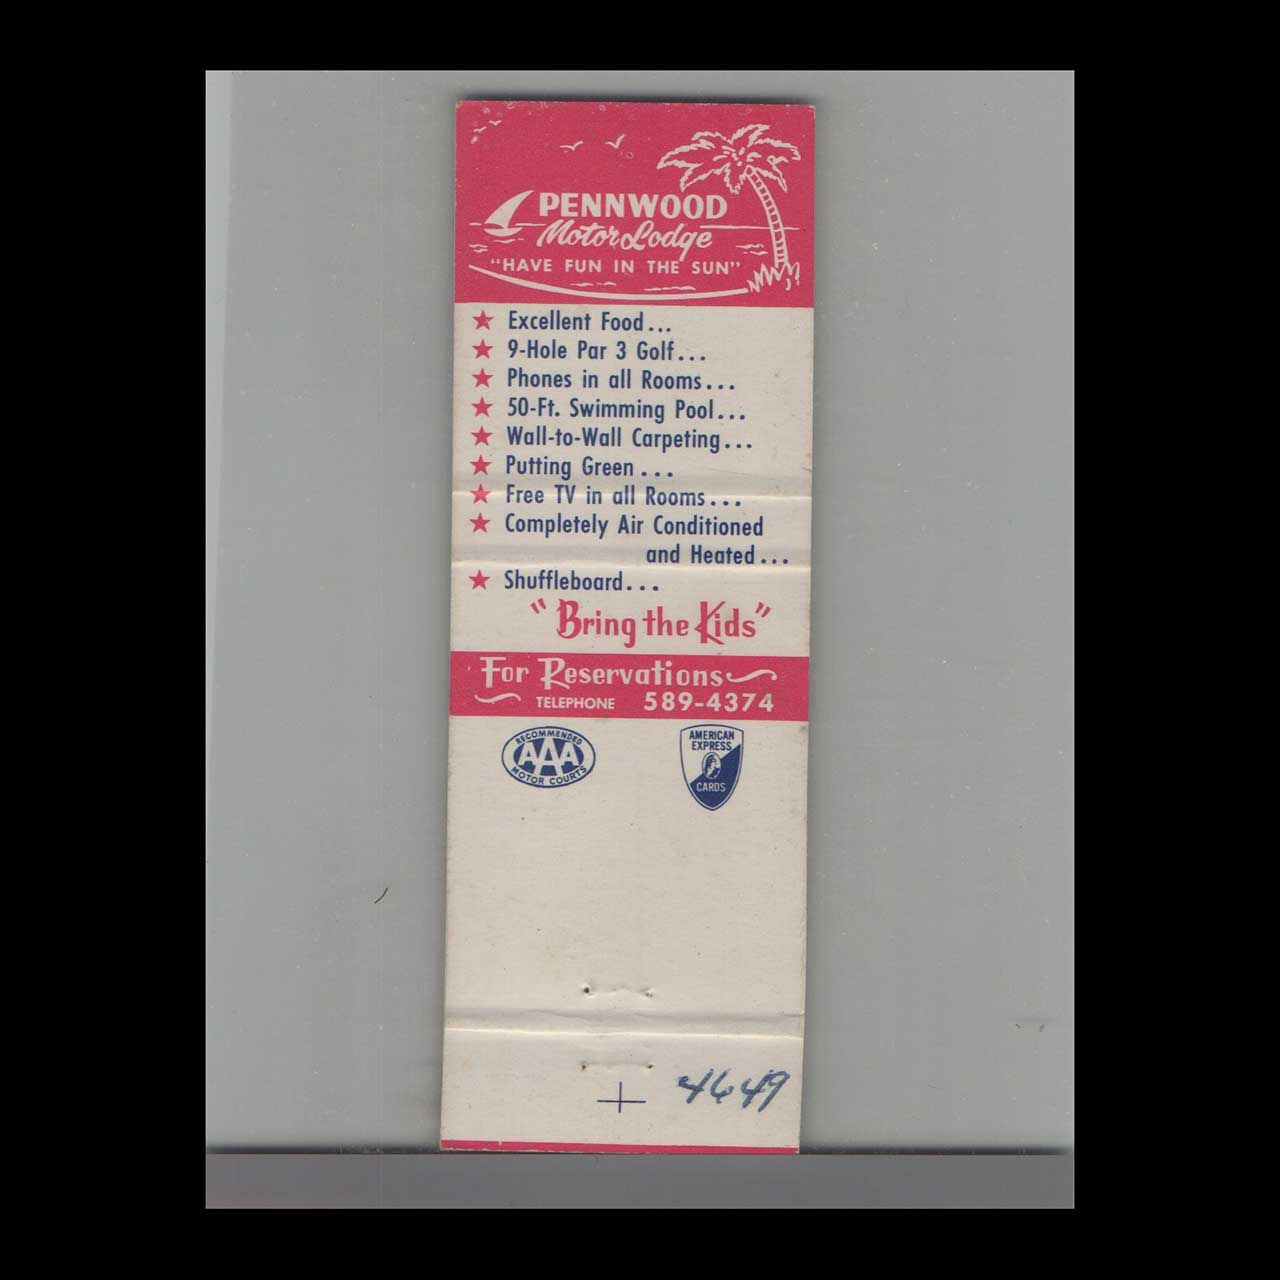 PENNWOOD
Motor Lodge
"HAVE FUN IN THE SUN"
★ Excellent Food...
★ 9-Hole Par 3 Golf...
★ Phones in all Rooms...
★ 50-Ft. Swimming Pool...
★ Wall-to-Wall Carpeting...
★ Putting Green...
★ Free TV in all Rooms...
★ Completely Air Conditioned
and Heated...
★ Shuffleboard...
"Bring the Kids"
For Reservations
TELEPHONE 589-4374
RECOMMENDED
AAA
MOTOR COURTS
AMERICAN
EXPRESS
CARDS
4649